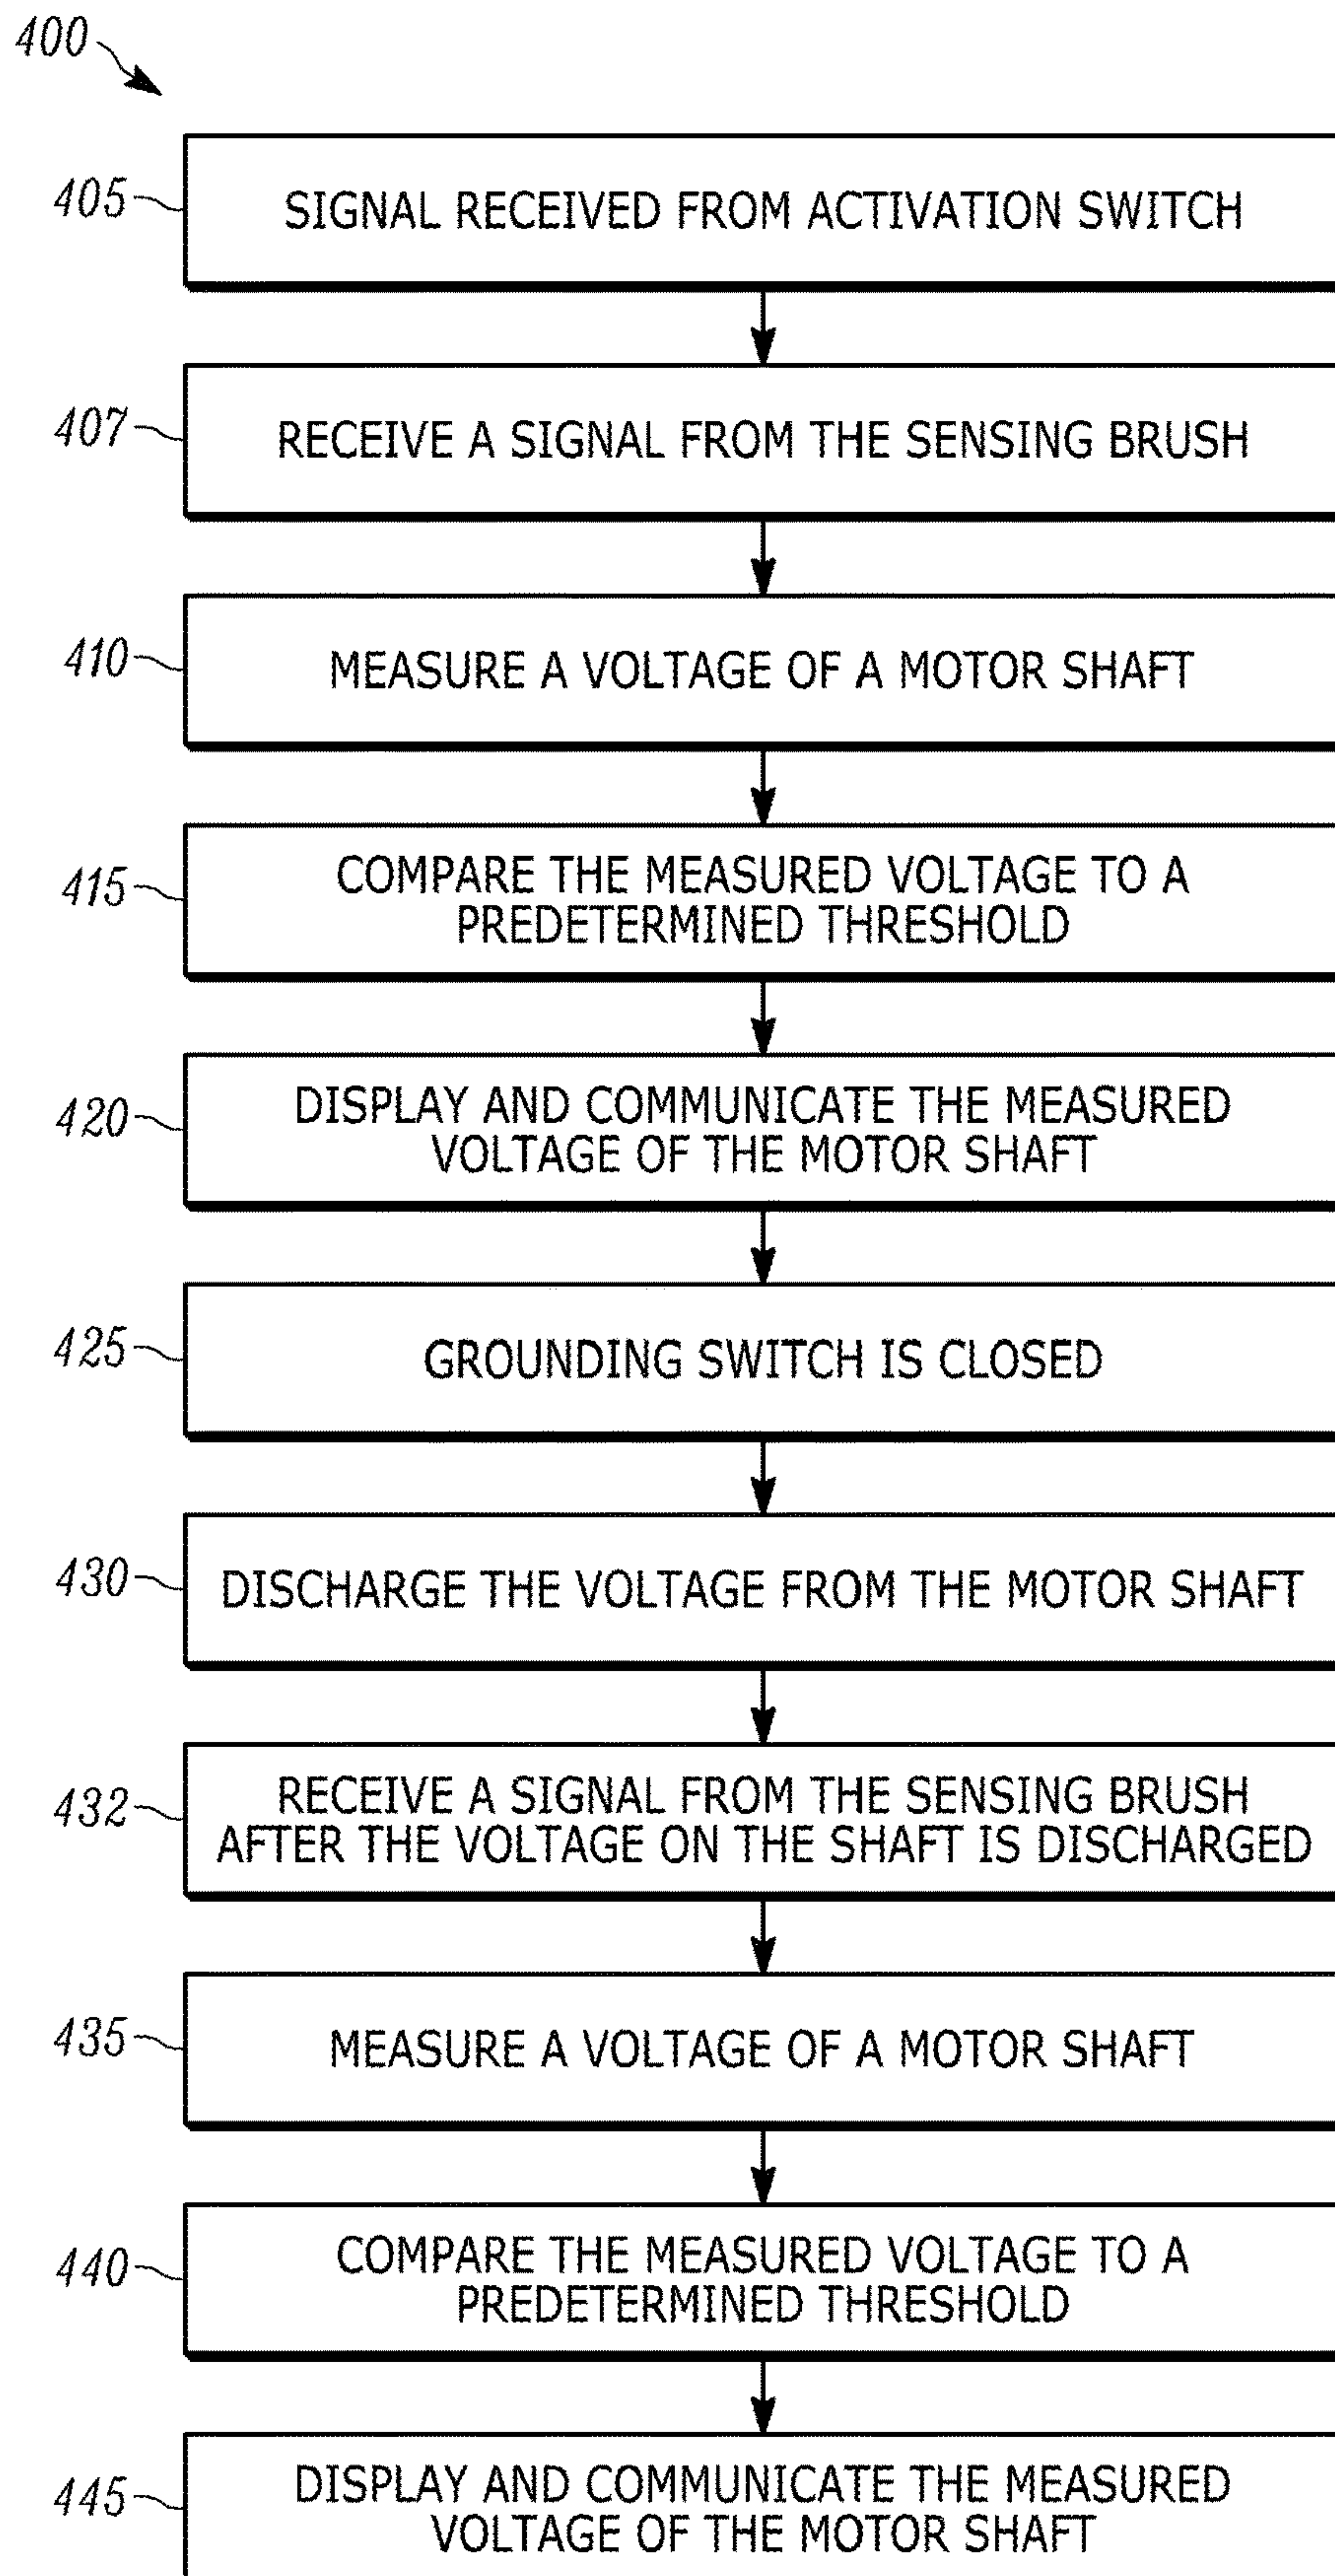 400
405
SIGNAL RECEIVED FROM ACTIVATION SWITCH
407
RECEIVE A SIGNAL FROM THE SENSING BRUSH
410
MEASURE A VOLTAGE OF A MOTOR SHAFT
415
COMPARE THE MEASURED VOLTAGE TO A
PREDETERMINED THRESHOLD
420
DISPLAY AND COMMUNICATE THE MEASURED
VOLTAGE OF THE MOTOR SHAFT
425
GROUNDING SWITCH IS CLOSED
430
DISCHARGE THE VOLTAGE FROM THE MOTOR SHAFT
432
RECEIVE A SIGNAL FROM THE SENSING BRUSH
AFTER THE VOLTAGE ON THE SHAFT IS DISCHARGED
435
MEASURE A VOLTAGE OF A MOTOR SHAFT
440
COMPARE THE MEASURED VOLTAGE TO A
PREDETERMINED THRESHOLD
445
DISPLAY AND COMMUNICATE THE MEASURED
VOLTAGE OF THE MOTOR SHAFT